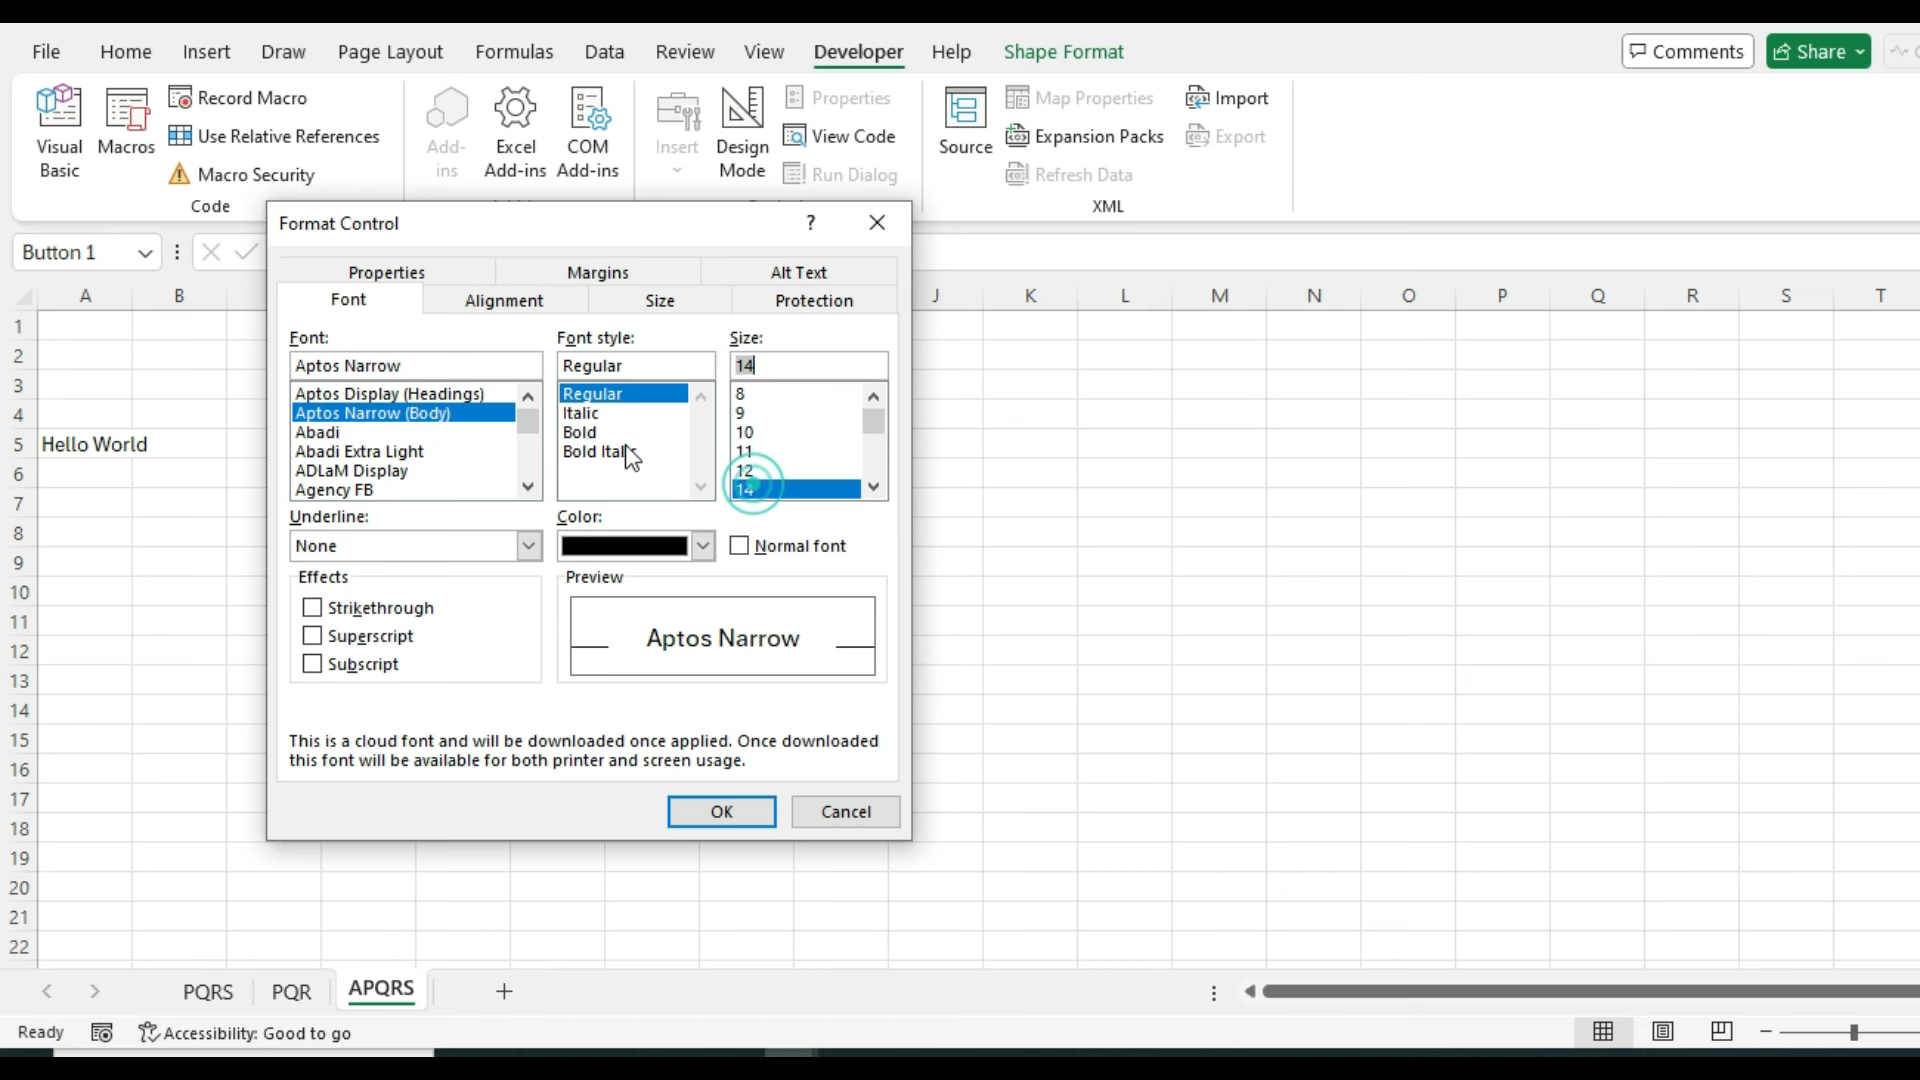 File Home Insert Draw Page Layout Formulas Data Review View Developer Help Shape Format Comments Share
Visual Basic
Macros
Record Macro
Use Relative References
Macro Security
Code
Add-ins
Excel Add-ins
COM Add-ins
Insert
Design Mode
Properties
View Code
Run Dialog
Source
Map Properties
Expansion Packs
Refresh Data
Import
Export
XML
Button 1
A B J K L M N O P Q R S T
1
2
3
4
5 Hello World
6
7
8
9
10
11
12
13
14
15
16
17
18
19
20
21
22
Format Control ?
Properties Margins Alt Text
Font Alignment Size Protection
Font: Font style: Size:
Aptos Narrow Regular 14
Aptos Display (Headings) Regular 8
Aptos Narrow (Body) Italic 9
Abadi Bold 10
Abadi Extra Light 11
ADLaM Display 12
Agency FB 14
Underline: Color:
None Normal font
Effects Preview
Strikethrough
Superscript
Subscript
Aptos Narrow
This is a cloud font and will be downloaded once applied. Once downloaded
this font will be available for both printer and screen usage.
OK Cancel
PQRS PQR APQRS
Ready Accessibility: Good to go